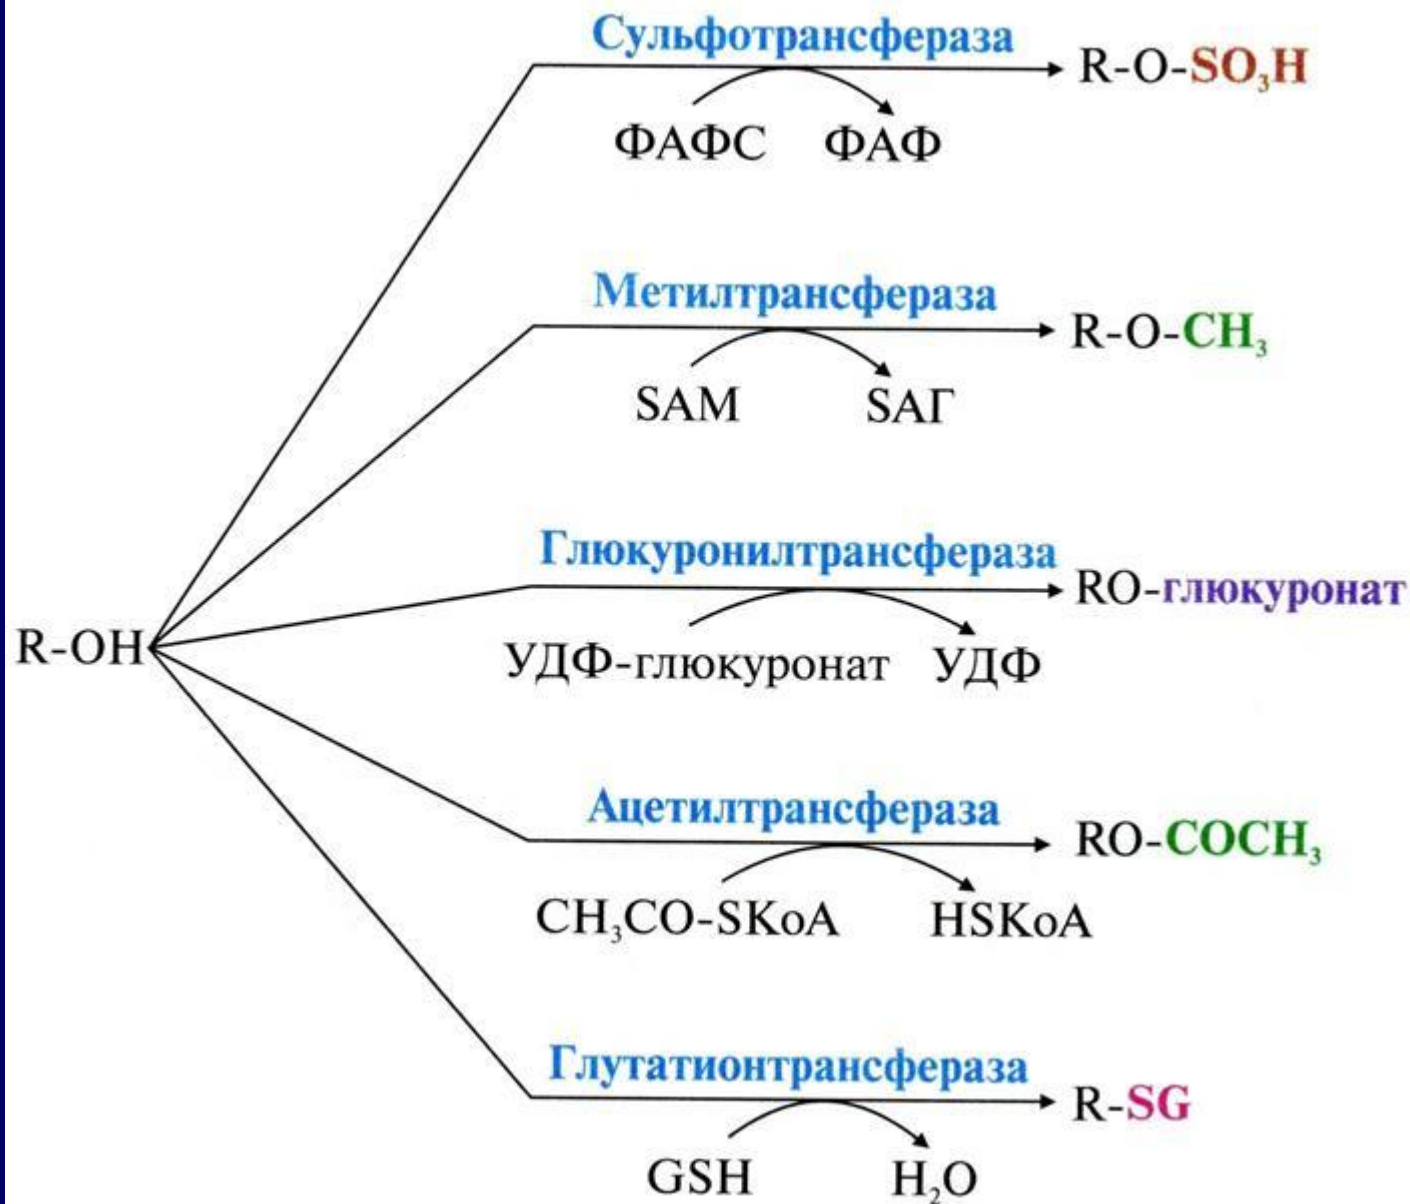 Сульфотрансфераза
R-O-SO₃H
ФАФС ФАФ
Метилтрансфераза
R-O-CH₃
SAM SАГ
Глюкуронилтрансфераза
RO-глюкуронат
R-OH
УДФ-глюкуронат УДФ
Ацетилтрансфераза
RO-COCH₃
CH₃CO-SKoA HSKoA
Глутатионтрансфераза
R-SG
GSH H₂O